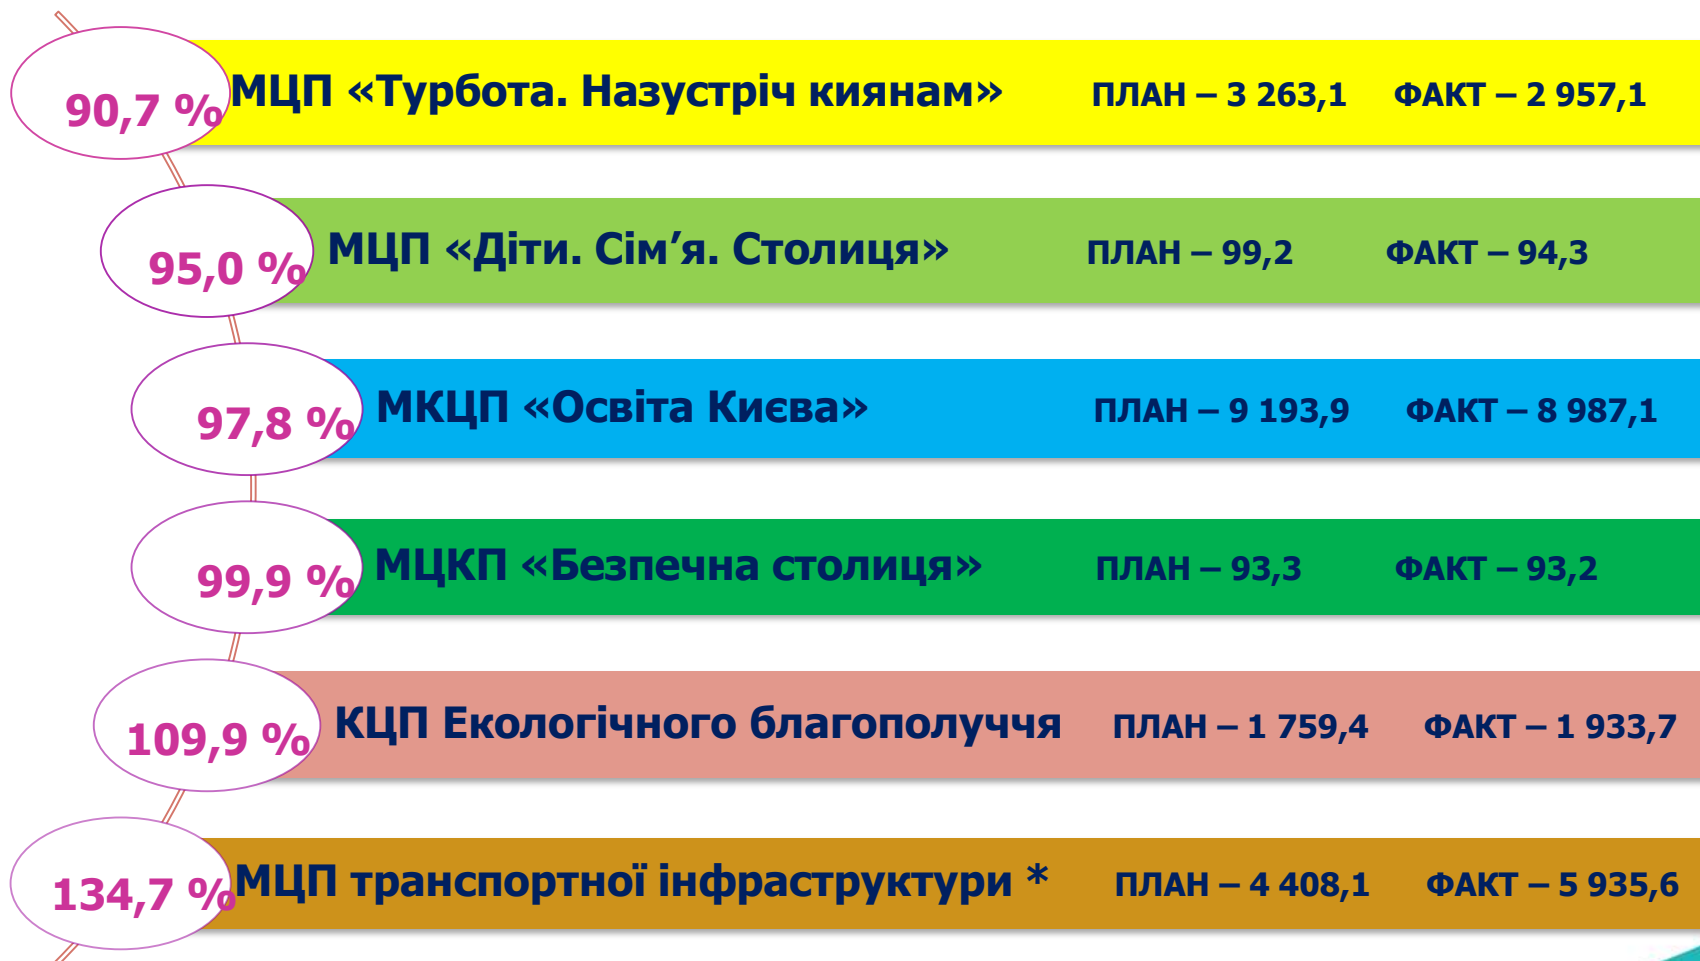 90,7 % МЦП «Турбота. Назустріч киянам» ПЛАН – 3 263,1 ФАКТ – 2 957,1
95,0 % МЦП «Діти. Сім’я. Столиця» ПЛАН – 99,2 ФАКТ – 94,3
97,8 % МКЦП «Освіта Києва» ПЛАН – 9 193,9 ФАКТ – 8 987,1
99,9 % МЦКП «Безпечна столиця» ПЛАН – 93,3 ФАКТ – 93,2
109,9 % КЦП Екологічного благополуччя ПЛАН – 1 759,4 ФАКТ – 1 933,7
134,7 % МЦП транспортної інфраструктури * ПЛАН – 4 408,1 ФАКТ – 5 935,6